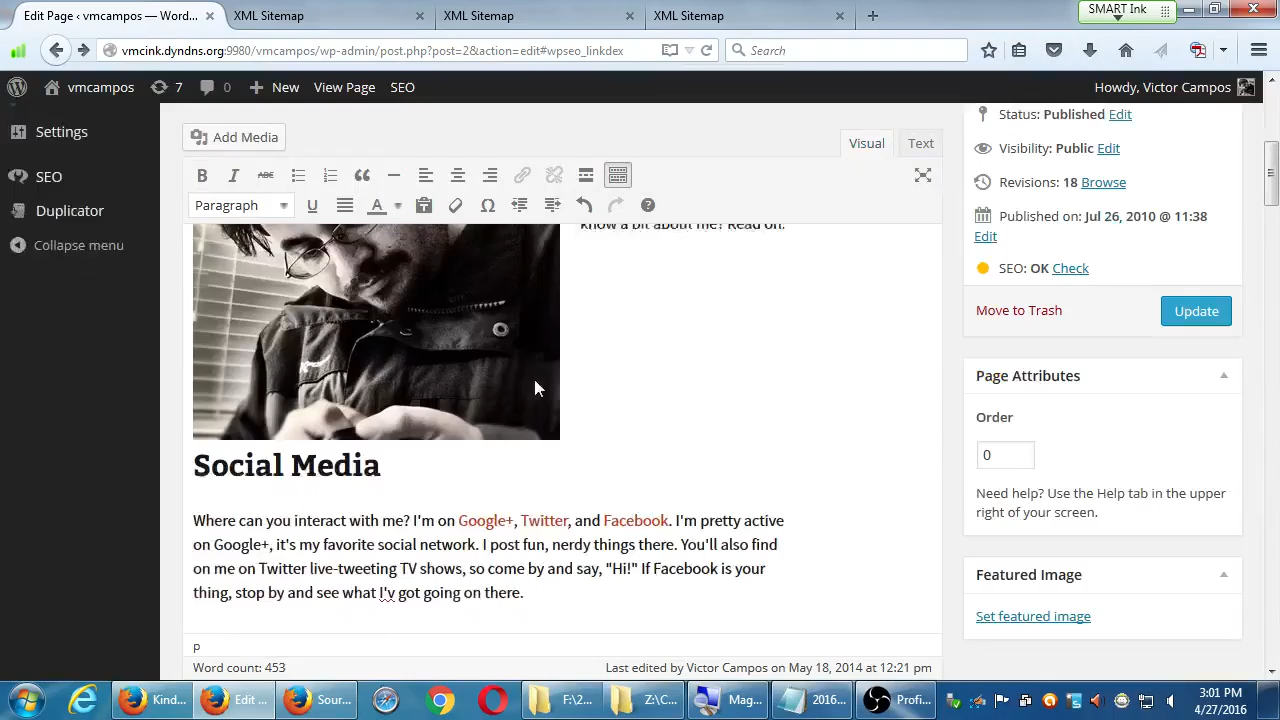 Edit Page ‹ vmcampos — Word...
XML Sitemap
XML Sitemap
XML Sitemap
SMART Ink
vmcink.dyndns.org:9980/vmcampos/wp-admin/post.php?post=2&action=edit#wpseo_linkdex
Search
vmcampos
7
0
New
View Page
SEO
Howdy, Victor Campos
Settings
SEO
Duplicator
Collapse menu
Add Media
Visual
Text
B I ABC
Paragraph
U
A
know a bit about me? Read on.
Social Media
Where can you interact with me? I'm on Google+, Twitter, and Facebook. I'm pretty active
on Google+, it's my favorite social network. I post fun, nerdy things there. You'll also find
on me on Twitter live-tweeting TV shows, so come by and say, "Hi!" If Facebook is your
thing, stop by and see what I'v got going on there.
p
Word count: 453
Last edited by Victor Campos on May 18, 2014 at 12:21 pm
Status: Published Edit
Visibility: Public Edit
Revisions: 18 Browse
Published on: Jul 26, 2010 @ 11:38
Edit
SEO: OK Check
Move to Trash
Update
Page Attributes
Order
0
Need help? Use the Help tab in the upper
right of your screen.
Featured Image
Set featured image
Kind...
Edit ...
Sour...
F:\2...
Z:\C...
Mag...
2016...
Profi...
3:01 PM
4/27/2016